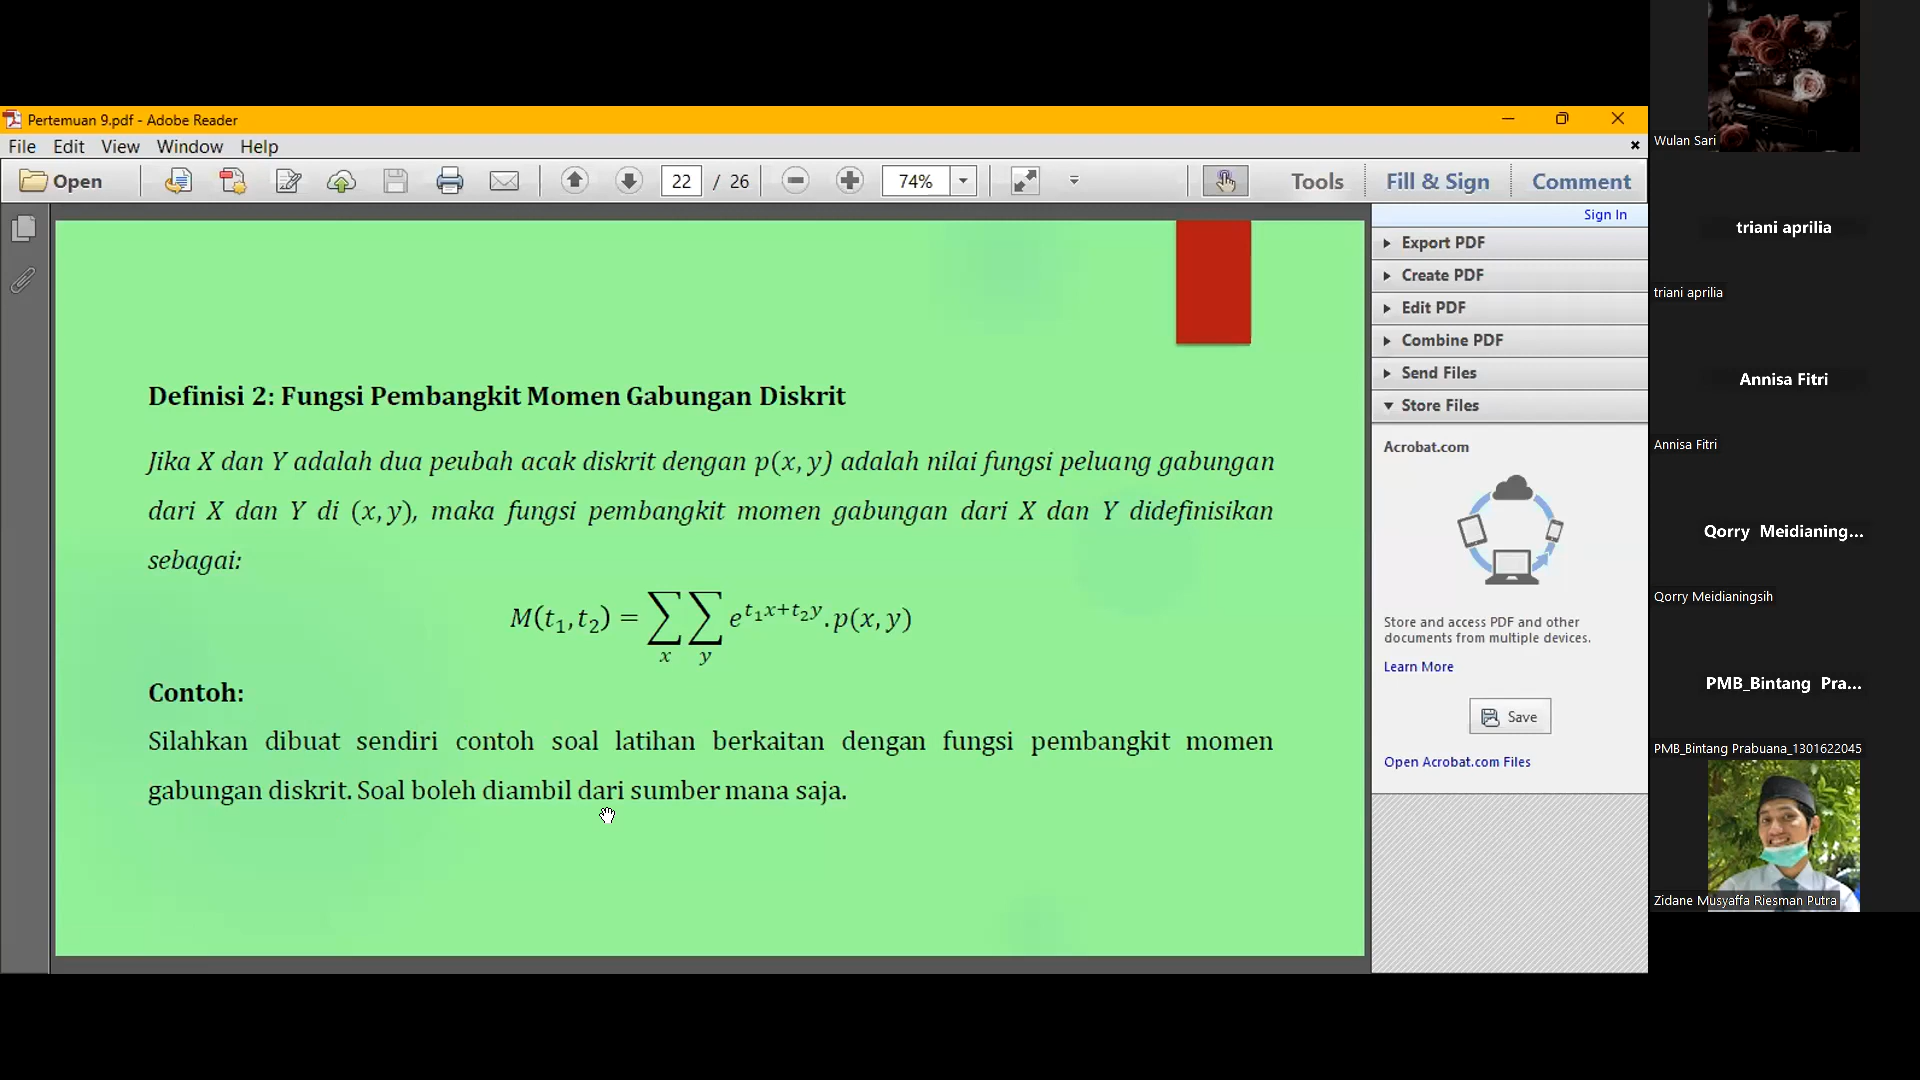 Pertemuan 9.pdf - Adobe Reader
File Edit View Window Help
Open 22 / 26 74% Tools Fill & Sign Comment
Sign In
Export PDF
Create PDF
Edit PDF
Combine PDF
Send Files
Store Files
Acrobat.com
Store and access PDF and other
documents from multiple devices.
Learn More
Save
Open Acrobat.com Files
Definisi 2: Fungsi Pembangkit Momen Gabungan Diskrit
Jika X dan Y adalah dua peubah acak diskrit dengan p(x, y) adalah nilai fungsi peluang gabungan
dari X dan Y di (x, y), maka fungsi pembangkit momen gabungan dari X dan Y didefinisikan
sebagai:
M(t₁, t₂) = ∑ₓ ∑ᵧ e^{t₁x+t₂y}. p(x, y)
Contoh:
Silahkan dibuat sendiri contoh soal latihan berkaitan dengan fungsi pembangkit momen
gabungan diskrit. Soal boleh diambil dari sumber mana saja.
Wulan Sari
triani aprilia
triani aprilia
Annisa Fitri
Annisa Fitri
Qorry Meidianing...
Qorry Meidianingsih
PMB_Bintang Pra...
PMB_Bintang Prabuana_1301622045
Zidane Musyaffa Riesman Putra